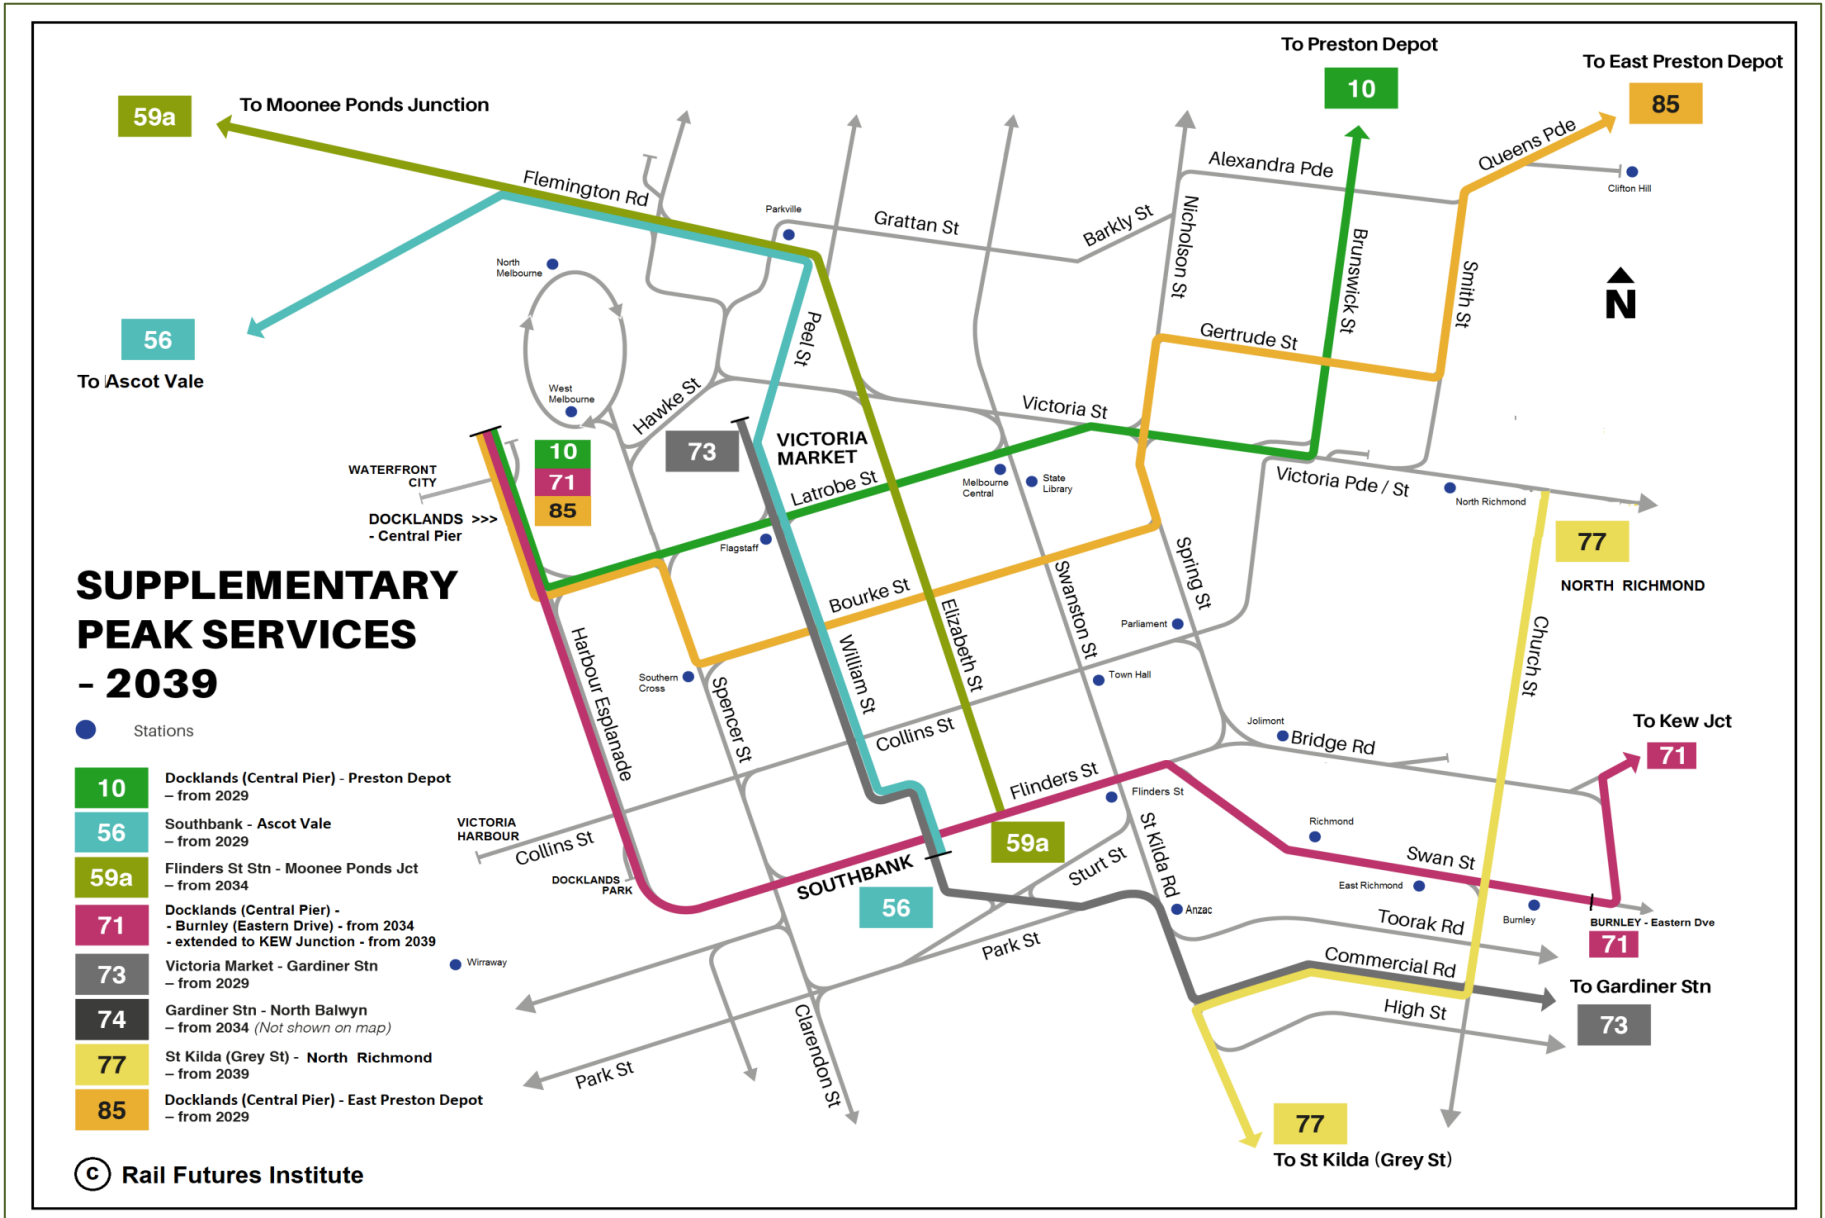 To Preston Depot
10
To East Preston Depot
85
59a
To Moonee Ponds Junction
Queens Pde
Alexandra Pde
Clifton Hill
Flemington Rd
Parkville
Grattan St
Barkly St
Nicholson St
Brunswick St
Smith St
North
Melbourne
N
56
To Ascot Vale
Peel St
Gertrude St
West
Melbourne
Hawke St
Victoria St
73
VICTORIA
MARKET
10
71
85
WATERFRONT
CITY
DOCKLANDS >>>
- Central Pier
Latrobe St
Melbourne
Central
State
Library
Victoria Pde / St
North Richmond
Flagstaff
77
NORTH RICHMOND
SUPPLEMENTARY
PEAK SERVICES
- 2039
Stations
Bourke St
Swanston St
Spring St
Parliament
Elizabeth St
William St
Harbour Esplanade
Southern
Cross
Spencer St
Town Hall
Church St
Collins St
Jolimont
Bridge Rd
To Kew Jct
71
Flinders St
Flinders St
10
Docklands (Central Pier) - Preston Depot
– from 2029
56
Southbank - Ascot Vale
– from 2029
59a
Flinders St Stn - Moonee Ponds Jct
– from 2034
71
Docklands (Central Pier) -
- Burnley (Eastern Drive) - from 2034
- extended to KEW Junction - from 2039
73
Victoria Market - Gardiner Stn
– from 2029
74
Gardiner Stn - North Balwyn
– from 2034 (Not shown on map)
77
St Kilda (Grey St) - North Richmond
– from 2039
85
Docklands (Central Pier) - East Preston Depot
– from 2029
VICTORIA
HARBOUR
Collins St
DOCKLANDS
PARK
SOUTHBANK
59a
56
Sturt St
St Kilda Rd
Richmond
Swan St
East Richmond
Burnley
BURNLEY - Eastern Dve
71
Anzac
Toorak Rd
Park St
Commercial Rd
To Gardiner Stn
73
High St
Wirraway
Clarendon St
Park St
77
To St Kilda (Grey St)
C Rail Futures Institute